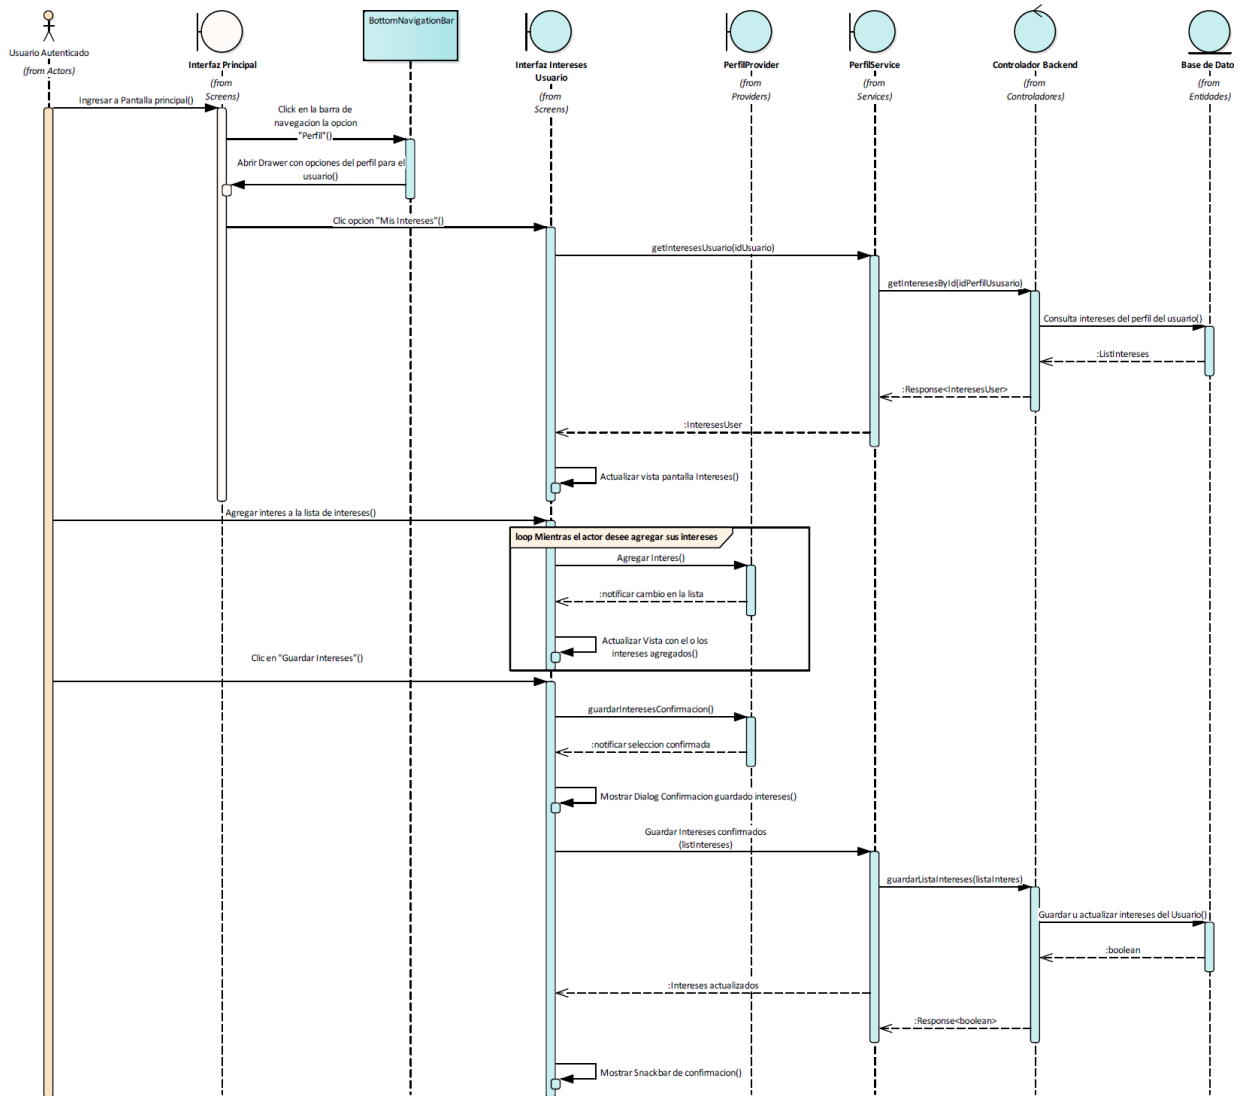 Usuario Autenticado
(from Actors)
Interfaz Principal
(from
Screens)
BottomNavigationBar
Interfaz Intereses
Usuario
(from
Screens)
PerfilProvider
(from
Providers)
PerfilService
(from
Services)
Controlador Backend
(from
Controladores)
Base de Dato
(from
Entidades)
Ingresar a Pantalla principal()
Click en la barra de
navegacion la opcion
"Perfil"()
Abrir Drawer con opciones del perfil para el
usuario()
Clic opcion "Mis Intereses"()
getInteresesUsuario(idUsuario)
getInteresesById(idPerfilUsusario)
Consulta intereses del perfil del usuario()
:ListIntereses
:Response<InteresesUser>
:InteresesUser
Actualizar vista pantalla Intereses()
Agregar interes a la lista de intereses()
loop Mientras el actor desee agregar sus intereses
Agregar Interes()
:notificar cambio en la lista
Actualizar Vista con el o los
intereses agregados()
Clic en "Guardar Intereses"()
guardarInteresesConfirmacion()
:notificar seleccion confirmada
Mostrar Dialog Confirmacion guardado intereses()
Guardar Intereses confirmados
(listIntereses)
guardarListaIntereses(listaInteres)
Guardar u actualizar intereses del Usuario()
:boolean
:Intereses actualizados
:Response<boolean>
Mostrar Snackbar de confirmacion()